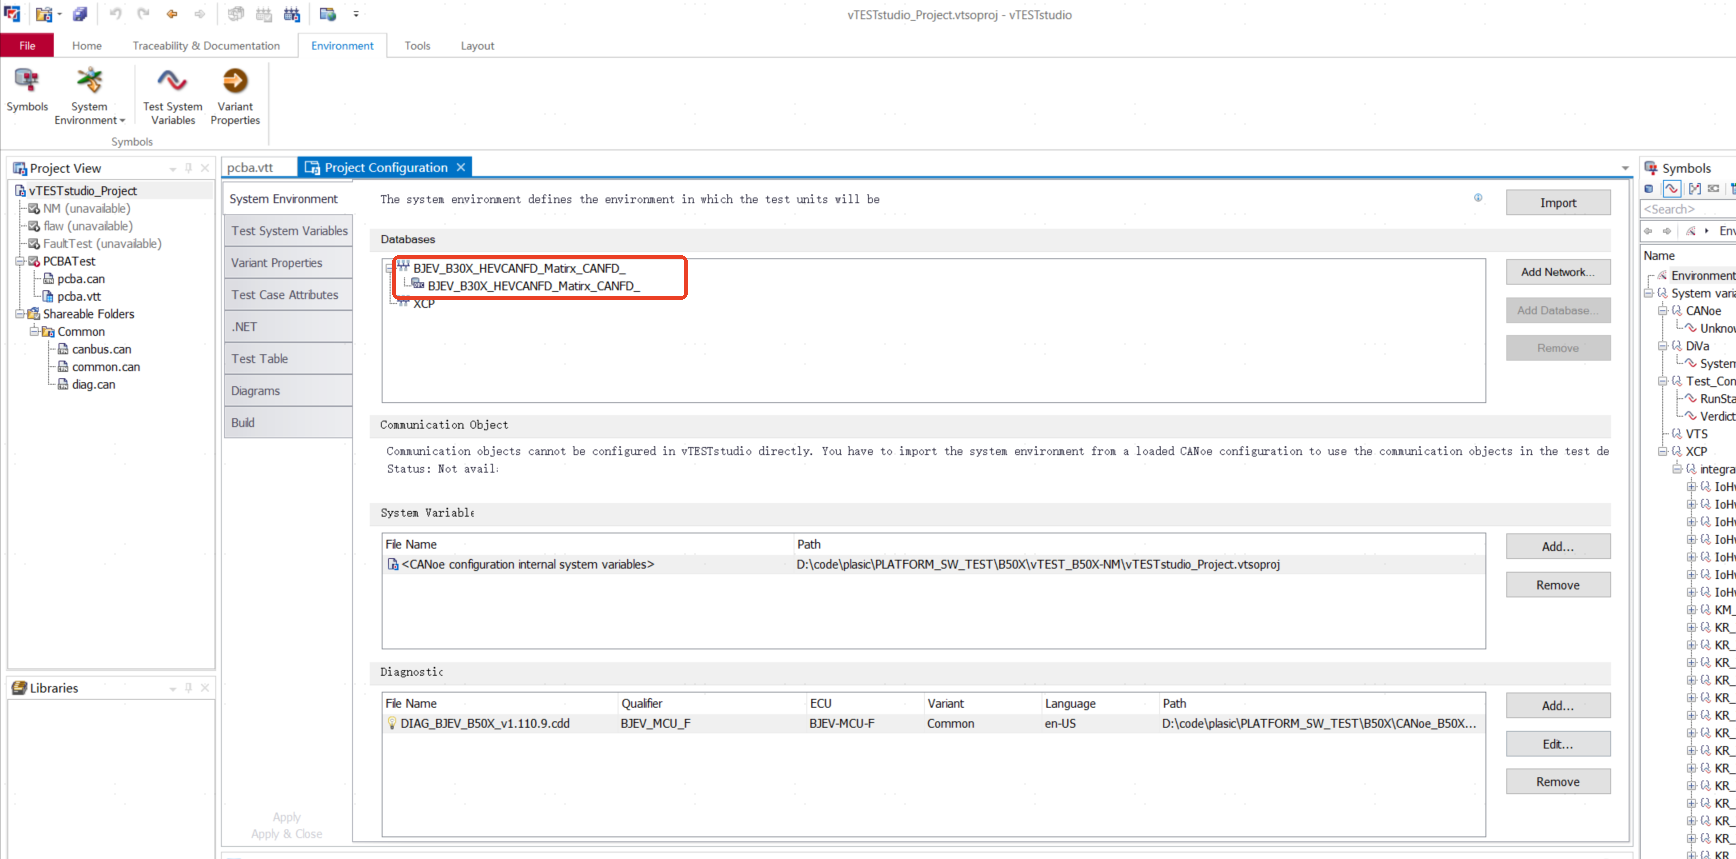 vTESTstudio_Project.vtsoproj - vTESTstudio
File
Home
Traceability & Documentation
Environment
Tools
Layout
Symbols
System
Environment
Test System
Variables
Variant
Properties
Symbols
Project View
vTESTstudio_Project
NM (unavailable)
flaw (unavailable)
FaultTest (unavailable)
PCBATest
pcba.can
pcba.vtt
Shareable Folders
Common
canbus.can
common.can
diag.can
Libraries
pcba.vtt
Project Configuration
System Environment
Test System Variables
Variant Properties
Test Case Attributes
.NET
Test Table
Diagrams
Build
Apply
Apply & Close
The system environment defines the environment in which the test units will be
Import
Databases
BJEV_B30X_HEVCANFD_Matirx_CANFD_
BJEV_B30X_HEVCANFD_Matirx_CANFD_
XCP
Add Network...
Add Database...
Remove
Communication Object
Communication objects cannot be configured in vTESTstudio directly. You have to import the system environment from a loaded CANoe configuration to use the communication objects in the test de
Status: Not avail
System Variable
File Name Path
<CANoe configuration internal system variables> D:\code\plasic\PLATFORM_SW_TEST\B50X\vTEST_B50X-NM\vTESTstudio_Project.vtsoproj
Add...
Remove
Diagnostic
File Name Qualifier ECU Variant Language Path
DIAG_BJEV_B50X_v1.110.9.cdd BJEV_MCU_F BJEV-MCU-F Common en-US D:\code\plasic\PLATFORM_SW_TEST\B50X\CANoe_B50X...
Add...
Edit...
Remove
Symbols
<Search>
Env
Name
Environment
System varia
CANoe
Unknow
DiVa
System
Test_Con
RunSta
Verdict
VTS
XCP
integra
IoHw
IoHw
IoHw
IoHw
IoHw
IoHw
IoHw
KM_
KR_
KR_
KR_
KR_
KR_
KR_
KR_
KR_
KR_
KR_
KR_
KR_
KR_
KR_